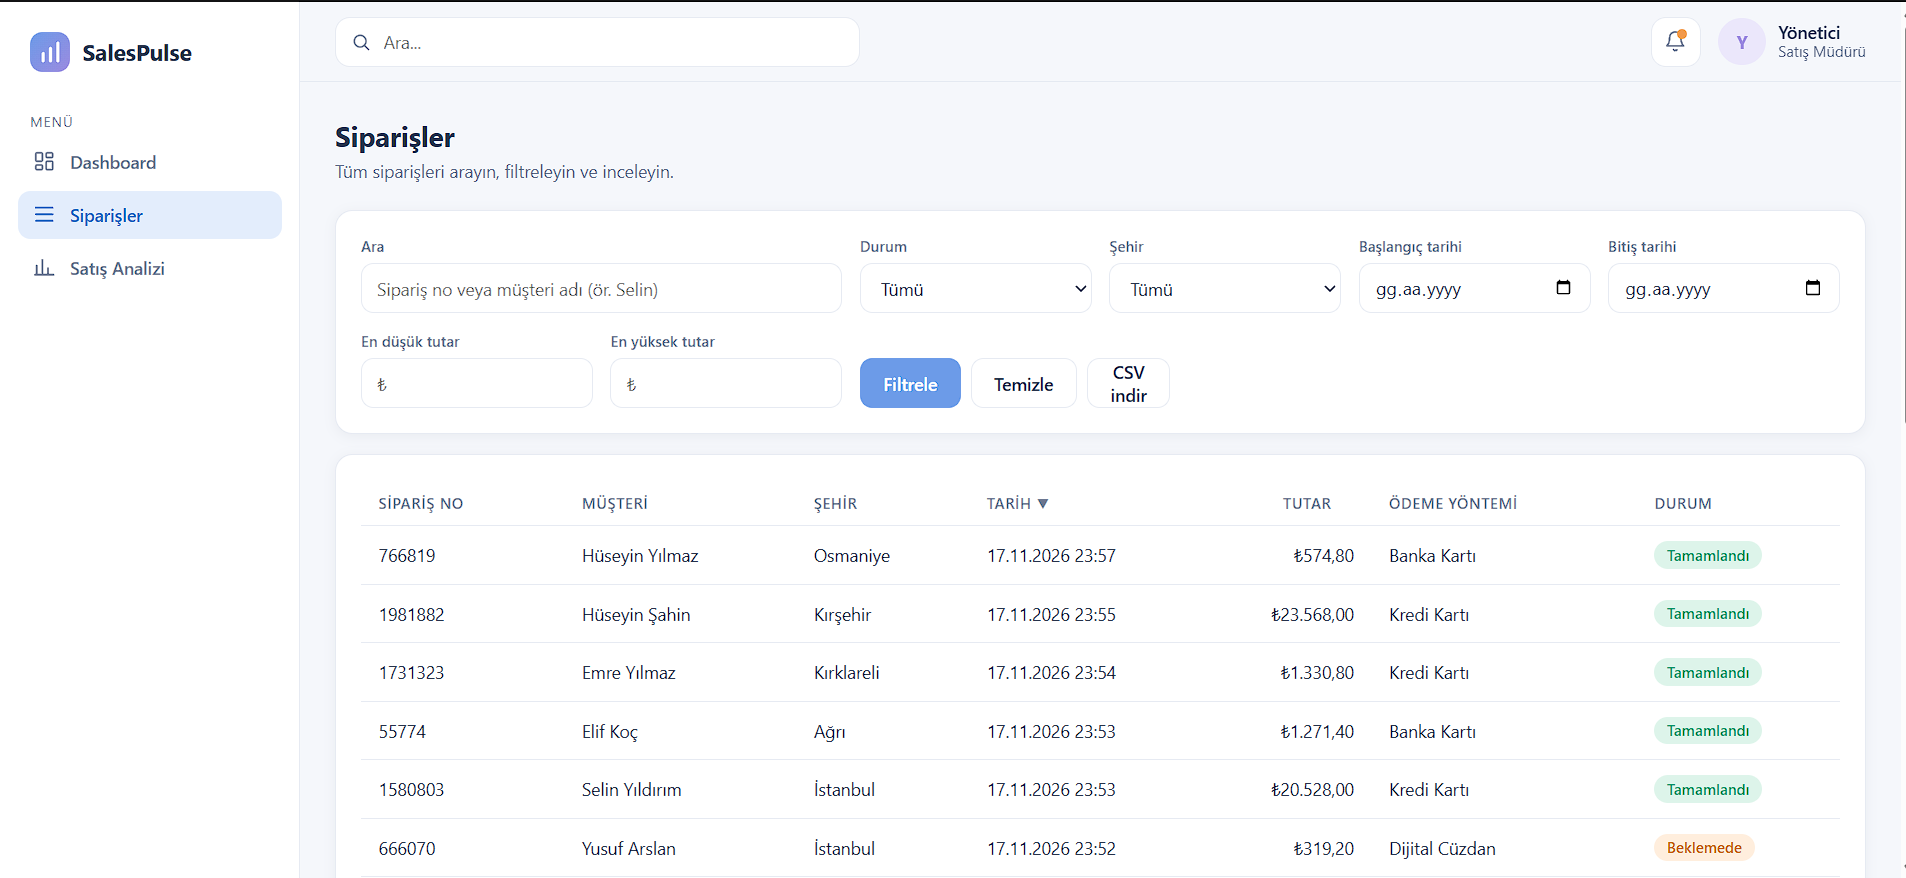 SalesPulse
Ara...
Y
Yönetici
Satış Müdürü
MENÜ
Dashboard
Siparişler
Satış Analizi
Siparişler
Tüm siparişleri arayın, filtreleyin ve inceleyin.
Ara
Durum
Şehir
Başlangıç tarihi
Bitiş tarihi
Sipariş no veya müşteri adı (ör. Selin)
Tümü
Tümü
gg.aa.yyyy
gg.aa.yyyy
En düşük tutar
En yüksek tutar
₺
₺
Filtrele
Temizle
CSV
indir
SİPARİŞ NO MÜŞTERİ ŞEHİR TARİH ▼ TUTAR ÖDEME YÖNTEMİ DURUM
766819 Hüseyin Yılmaz Osmaniye 17.11.2026 23:57 ₺574,80 Banka Kartı Tamamlandı
1981882 Hüseyin Şahin Kırşehir 17.11.2026 23:55 ₺23.568,00 Kredi Kartı Tamamlandı
1731323 Emre Yılmaz Kırklareli 17.11.2026 23:54 ₺1.330,80 Kredi Kartı Tamamlandı
55774 Elif Koç Ağrı 17.11.2026 23:53 ₺1.271,40 Banka Kartı Tamamlandı
1580803 Selin Yıldırım İstanbul 17.11.2026 23:53 ₺20.528,00 Kredi Kartı Tamamlandı
666070 Yusuf Arslan İstanbul 17.11.2026 23:52 ₺319,20 Dijital Cüzdan Beklemede